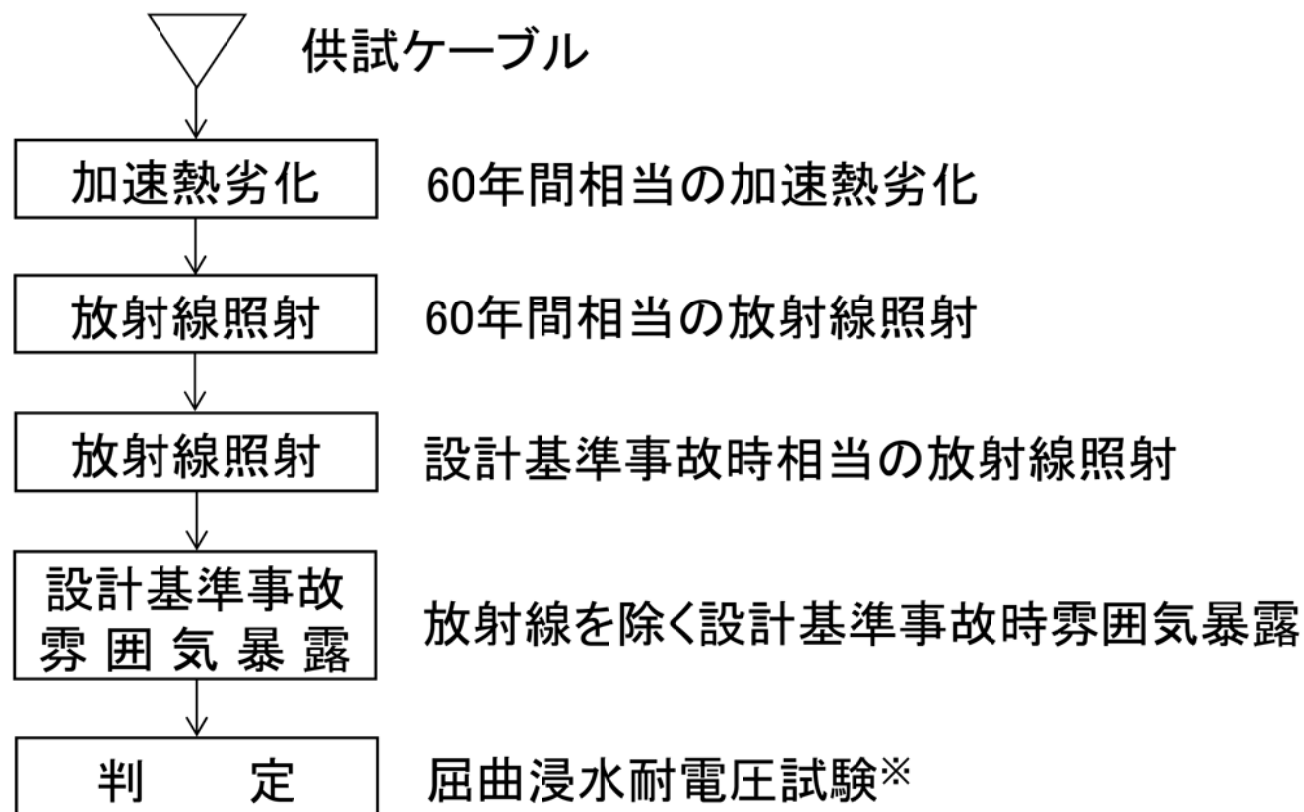 供試ケーブル
加速熱劣化 60年間相当の加速熱劣化
放射線照射 60年間相当の放射線照射
放射線照射 設計基準事故時相当の放射線照射
設計基準事故
雰囲気暴露 放射線を除く設計基準事故時雰囲気暴露
判 定 屈曲浸水耐電圧試験※